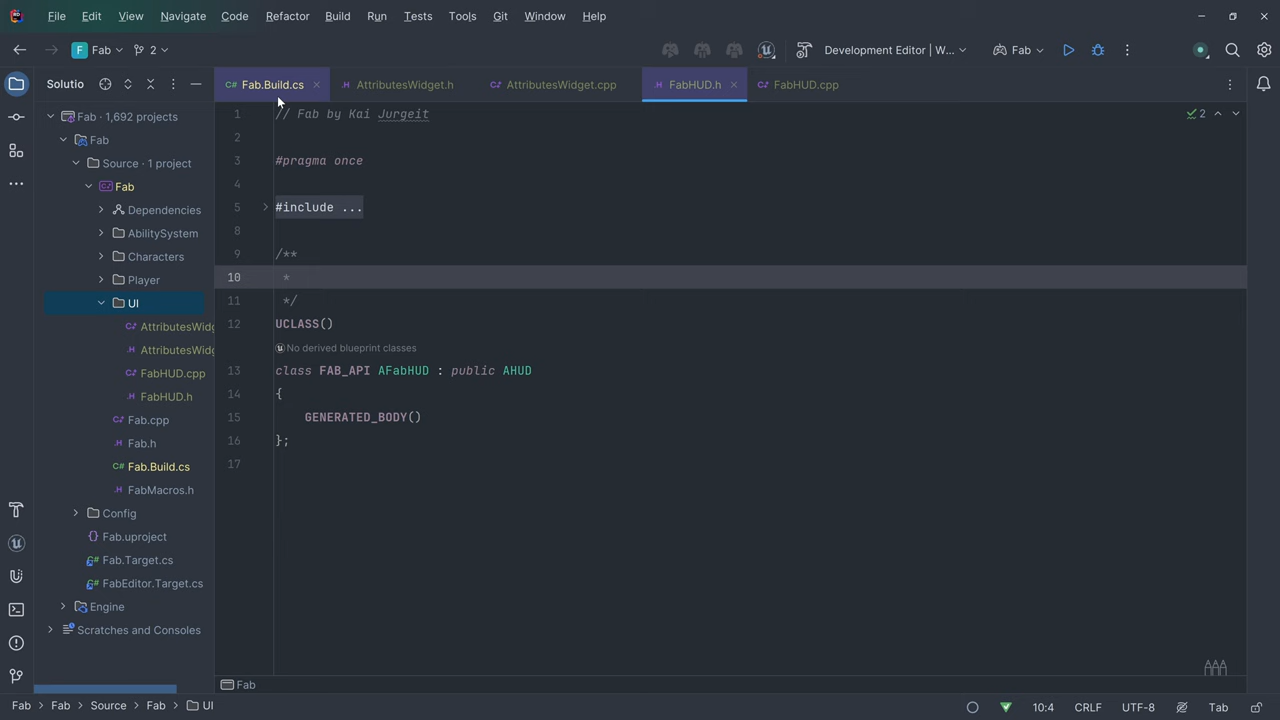 File Edit View Navigate Code Refactor Build Run Tests Tools Git Window Help
F Fab 2 Development Editor | W... Fab
Solutio
Fab.Build.cs AttributesWidget.h AttributesWidget.cpp FabHUD.h FabHUD.cpp
Fab · 1,692 projects
Fab
Source · 1 project
Fab
Dependencies
AbilitySystem
Characters
Player
UI
AttributesWidg
AttributesWidg
FabHUD.cpp
FabHUD.h
Fab.cpp
Fab.h
Fab.Build.cs
FabMacros.h
Config
Fab.uproject
Fab.Target.cs
FabEditor.Target.cs
Engine
Scratches and Consoles
1 // Fab by Kai Jurgeit
2
3 #pragma once
4
5 #include ...
8
9 /**
10 *
11 */
12 UCLASS()
No derived blueprint classes
13 class FAB_API AFabHUD : public AHUD
14 {
15 GENERATED_BODY()
16 };
17
2
Fab
Fab > Fab > Source > Fab > UI
10:4 CRLF UTF-8 Tab